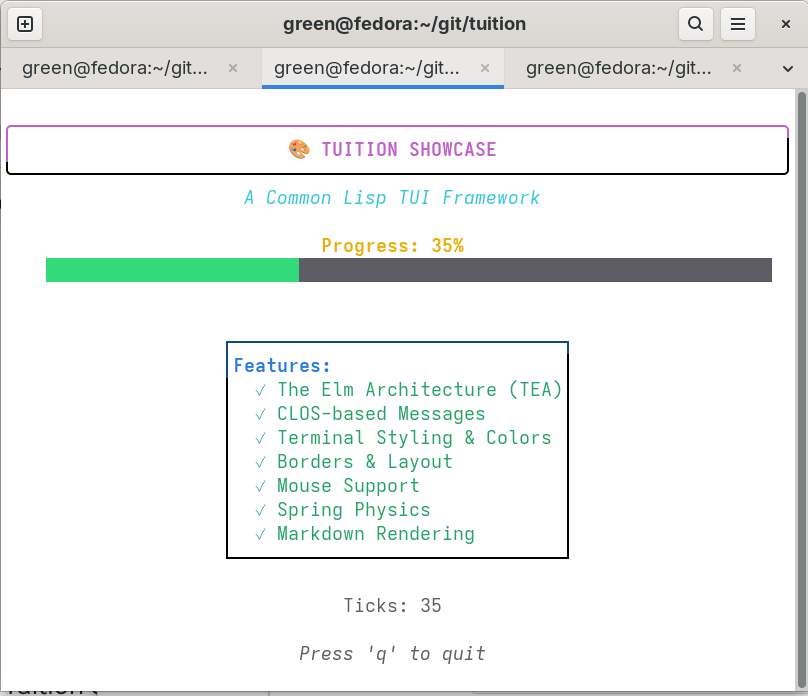 green@fedora:~/git/tuition
green@fedora:~/git... green@fedora:~/git... green@fedora:~/git...
🎨 TUITION SHOWCASE
A Common Lisp TUI Framework
Progress: 35%
Features:
✓ The Elm Architecture (TEA)
✓ CLOS-based Messages
✓ Terminal Styling & Colors
✓ Borders & Layout
✓ Mouse Support
✓ Spring Physics
✓ Markdown Rendering
Ticks: 35
Press 'q' to quit